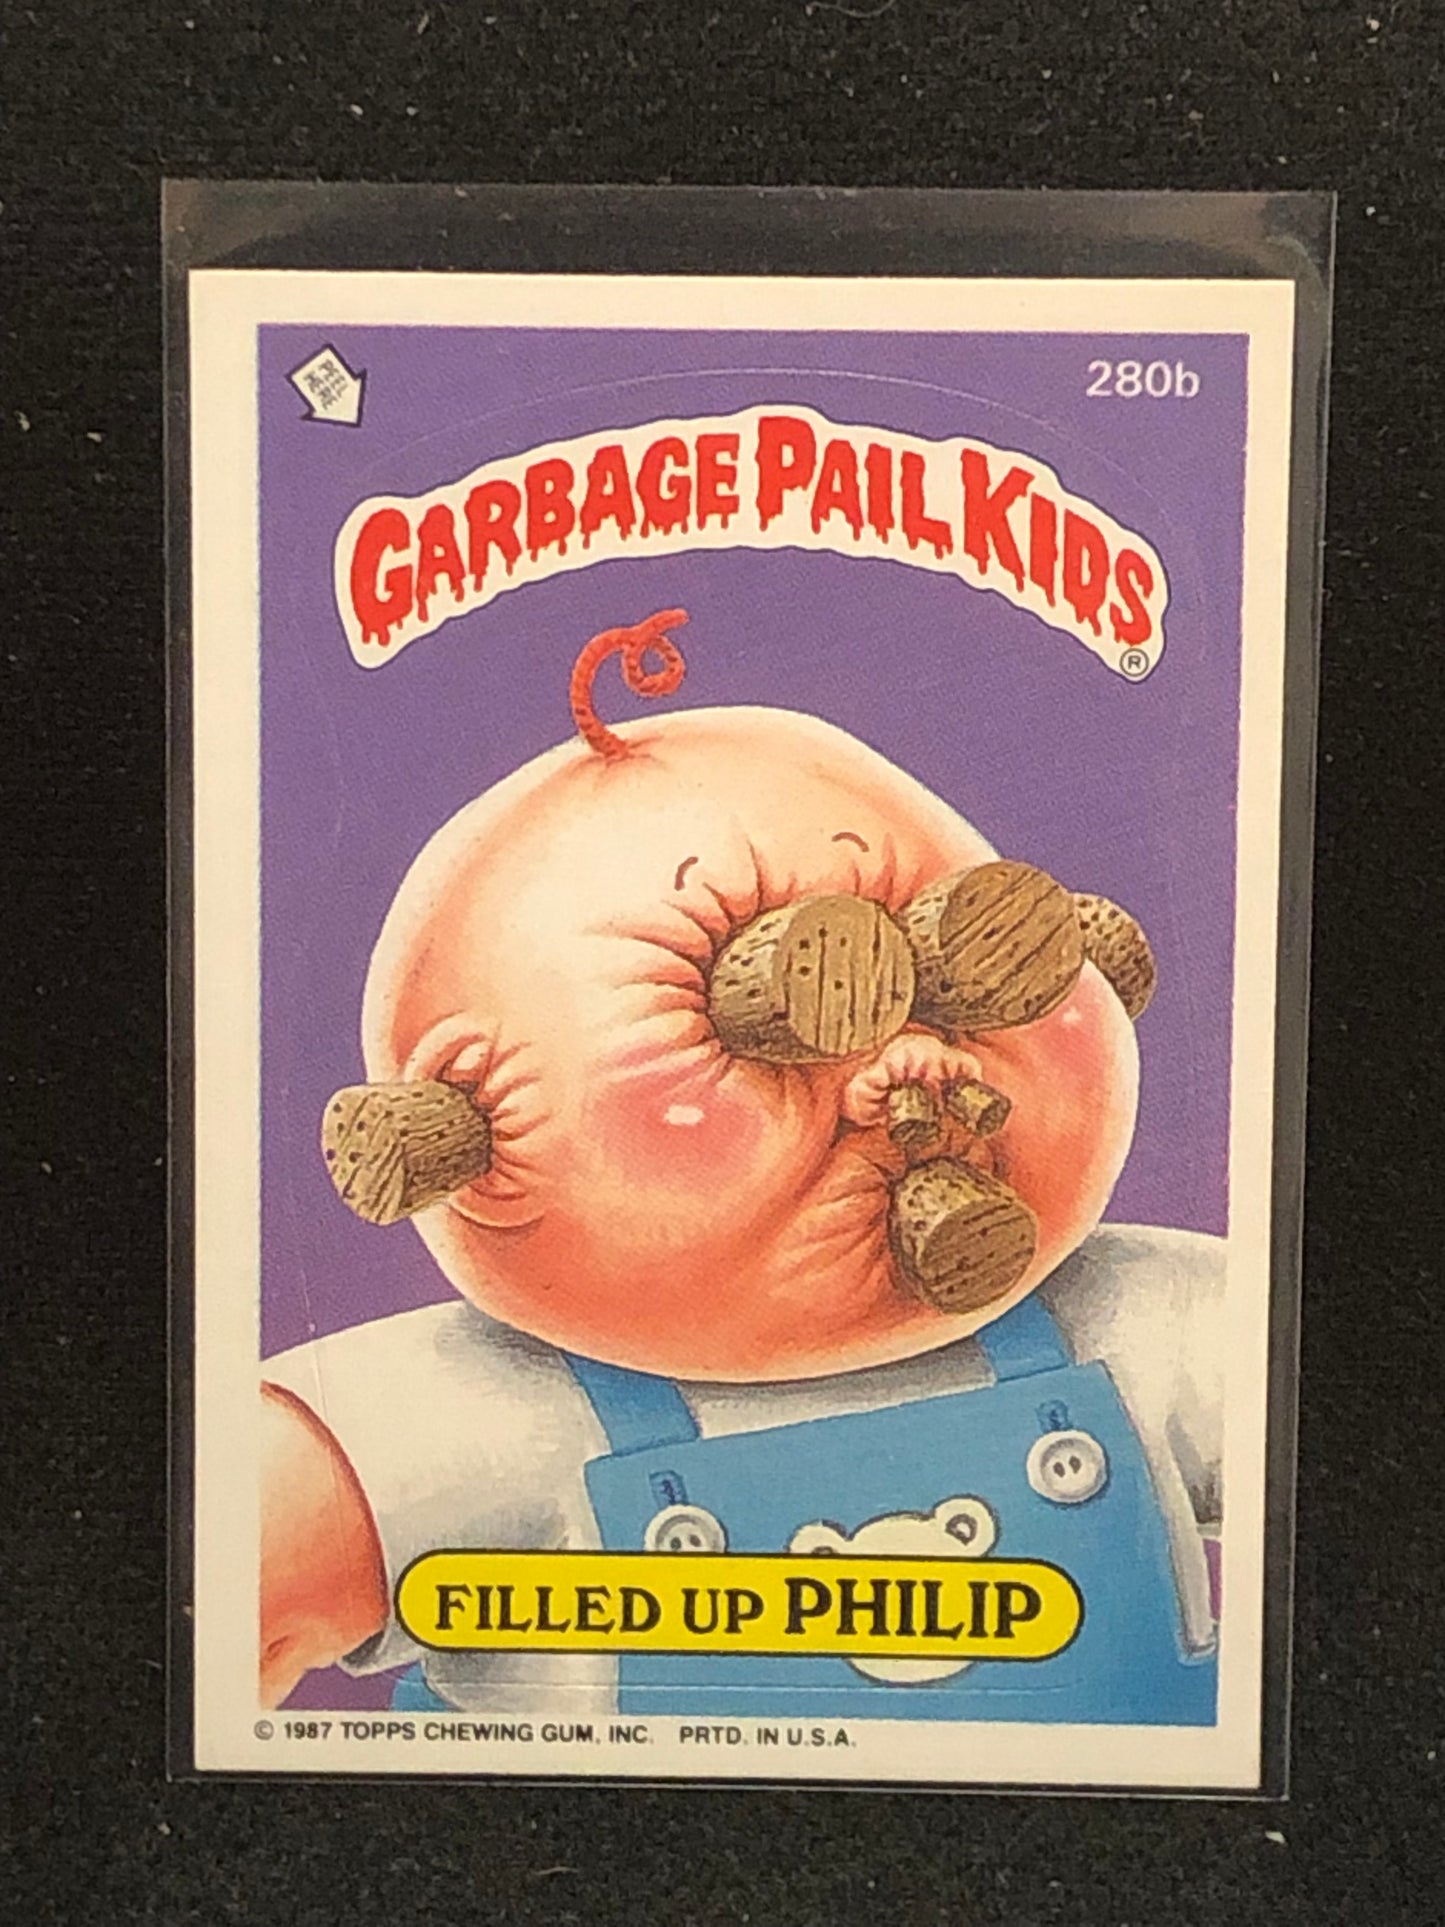 280b
GARBAGE PAIL KIDS
®
FILLED UP PHILIP
© 1987 TOPPS CHEWING GUM, INC. PRTD. IN U.S.A.